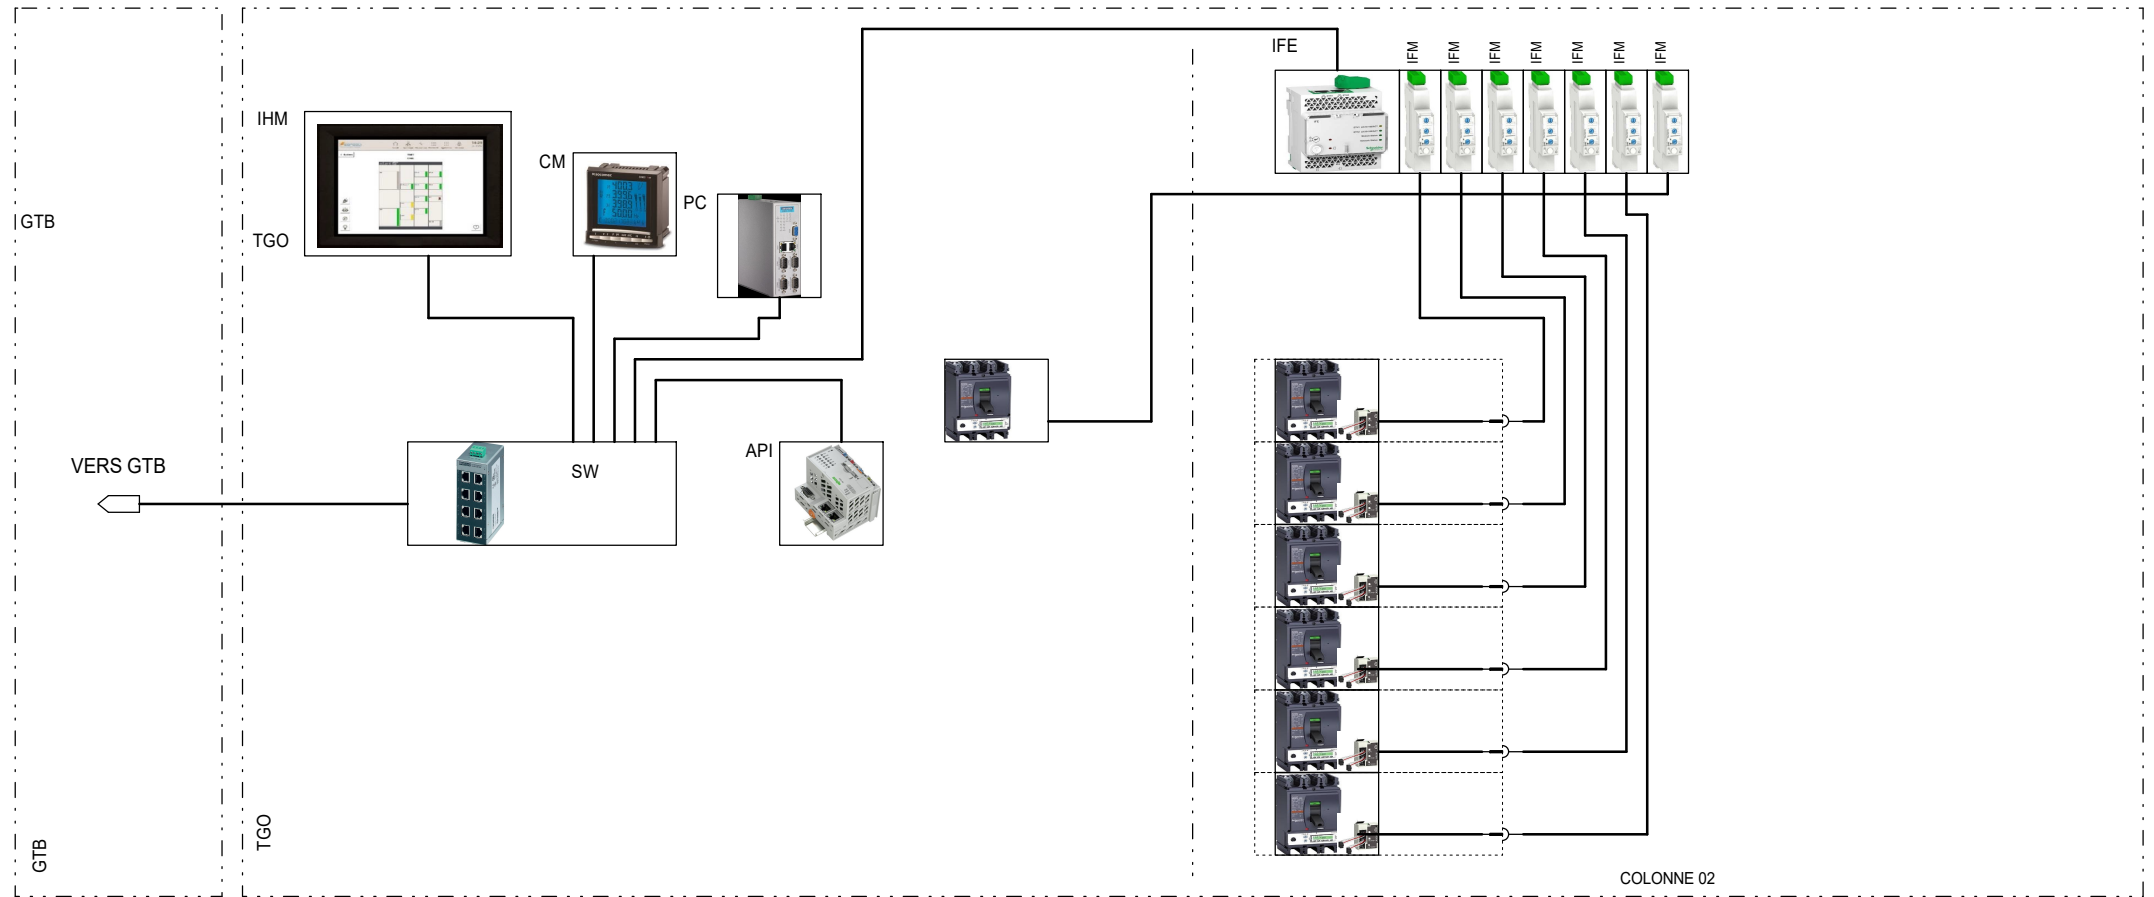 IFE
IFM
IFM
IFM
IFM
IFM
IFM
IFM
IHM
CM
PC
GTB
TGO
API
VERS GTB
SW
TGO
GTB
COLONNE 02